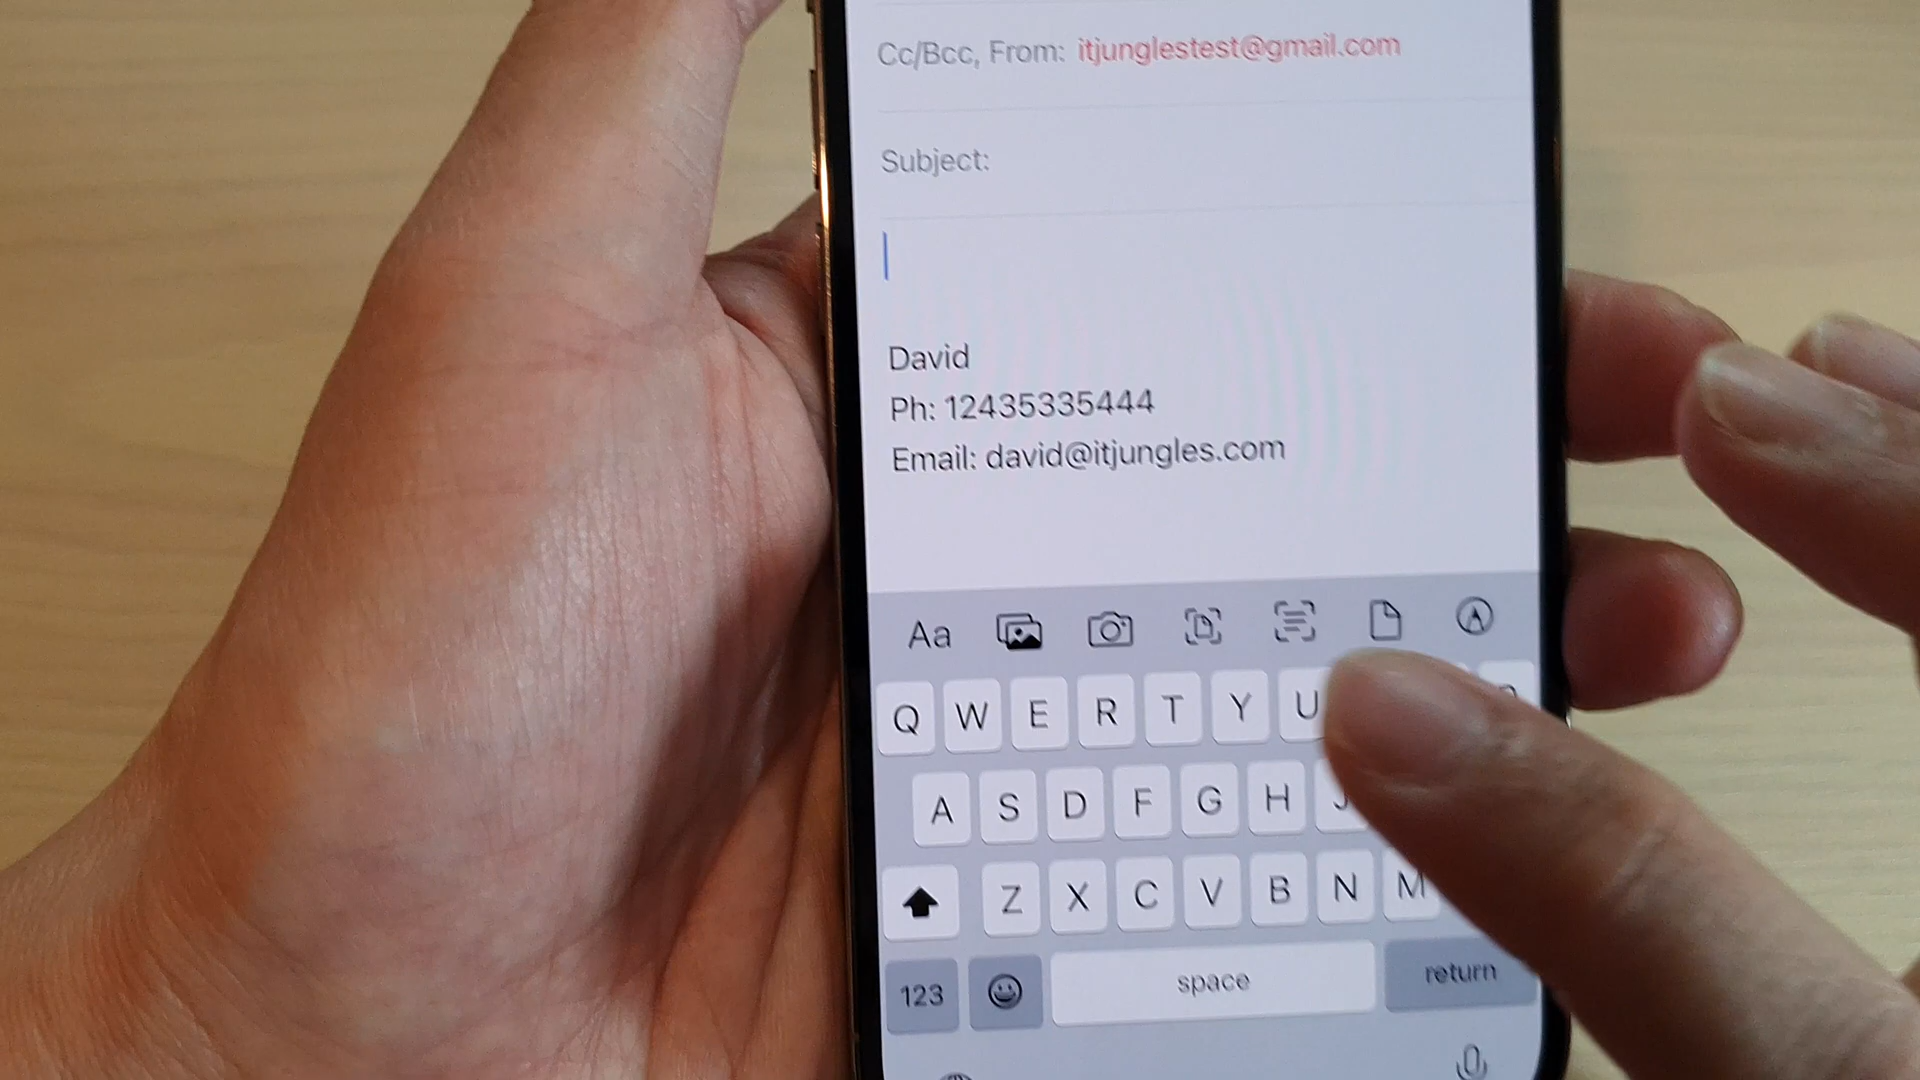 Cc/Bcc, From: itjunglestest@gmail.com
Subject:
David
Ph: 12435335444
Email: david@itjungles.com
Aa
Q W E R T Y U
A S D F G H J
Z X C V B N M
123 space return